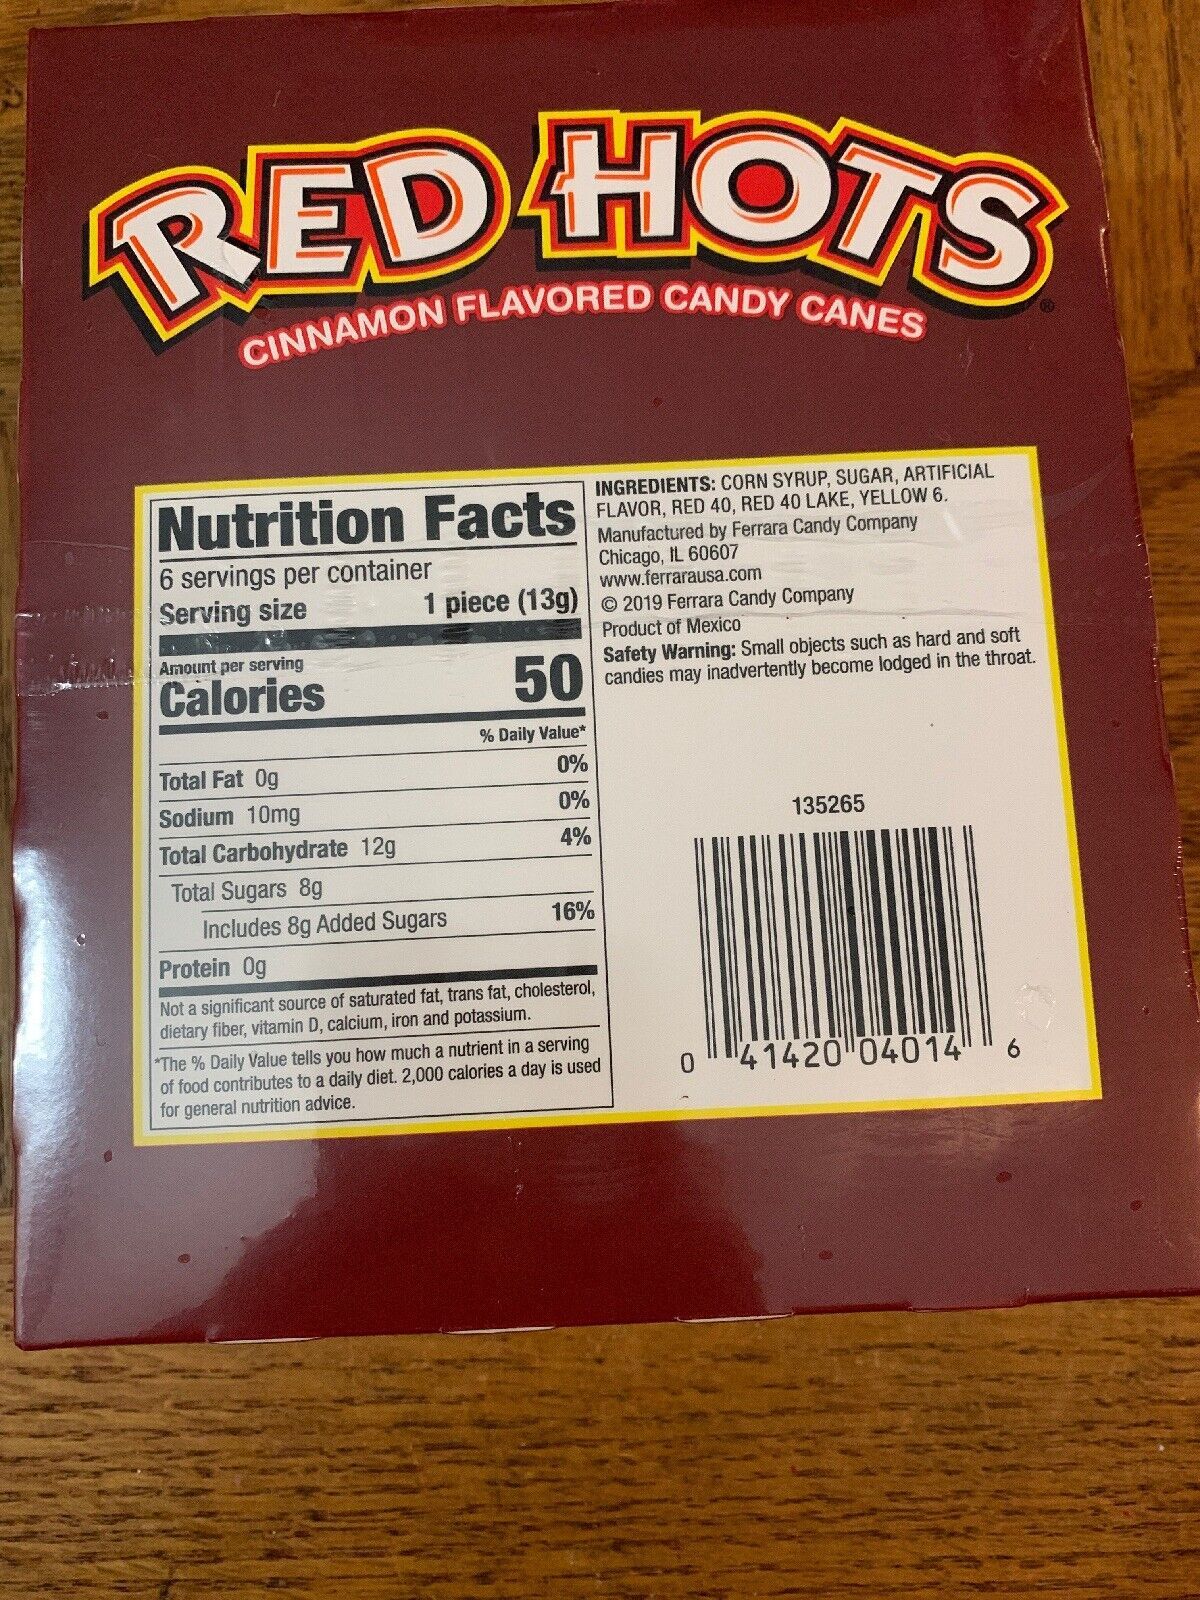 RED HOTS®
CINNAMON FLAVORED CANDY CANES
Nutrition Facts
6 servings per container
Serving size 1 piece (13g)
Amount per serving
Calories 50
% Daily Value*
Total Fat 0g 0%
Sodium 10mg 0%
Total Carbohydrate 12g 4%
Total Sugars 8g
Includes 8g Added Sugars 16%
Protein 0g
Not a significant source of saturated fat, trans fat, cholesterol,
dietary fiber, vitamin D, calcium, iron and potassium.
*The % Daily Value tells you how much a nutrient in a serving
of food contributes to a daily diet. 2,000 calories a day is used
for general nutrition advice.
INGREDIENTS: CORN SYRUP, SUGAR, ARTIFICIAL
FLAVOR, RED 40, RED 40 LAKE, YELLOW 6.
Manufactured by Ferrara Candy Company
Chicago, IL 60607
www.ferrarausa.com
© 2019 Ferrara Candy Company
Product of Mexico
Safety Warning: Small objects such as hard and soft
candies may inadvertently become lodged in the throat.
135265
0 41420 04014 6